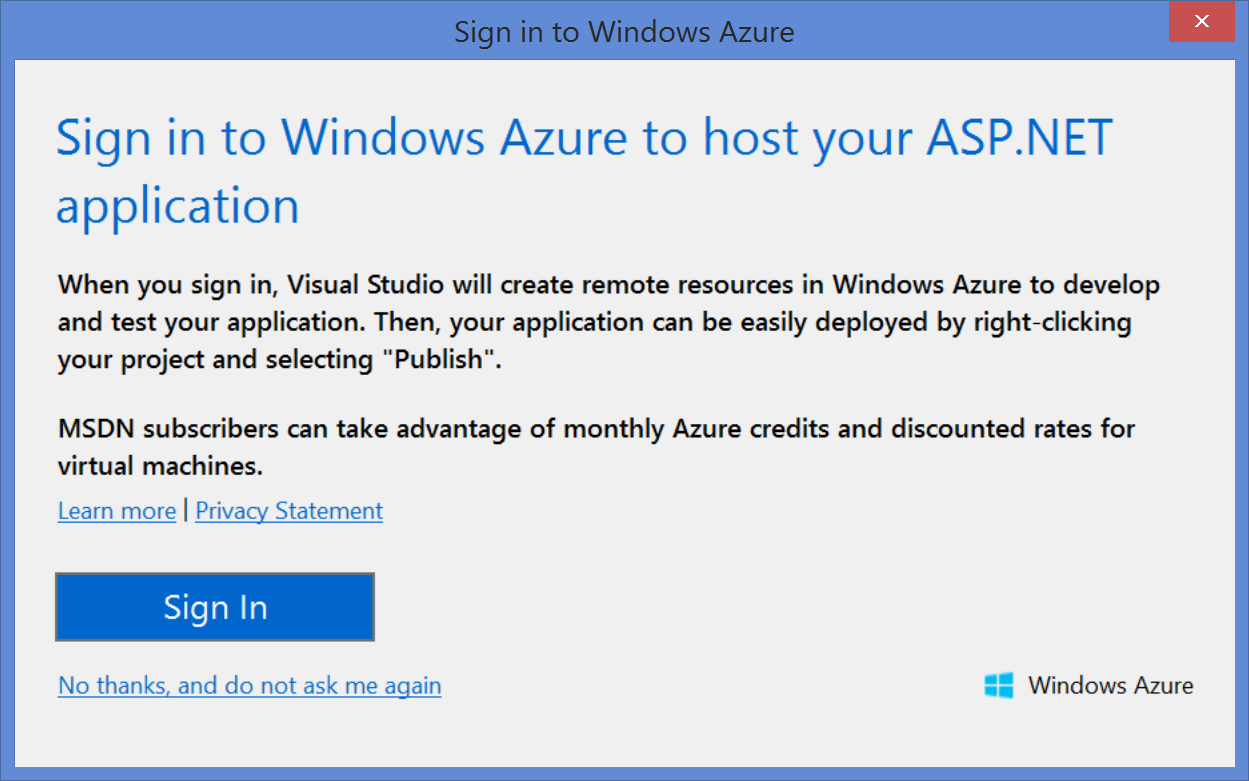 Sign in to Windows Azure
Sign in to Windows Azure to host your ASP.NET
application
When you sign in, Visual Studio will create remote resources in Windows Azure to develop
and test your application. Then, your application can be easily deployed by right-clicking
your project and selecting "Publish".
MSDN subscribers can take advantage of monthly Azure credits and discounted rates for
virtual machines.
Learn more | Privacy Statement
Sign In
No thanks, and do not ask me again
Windows Azure